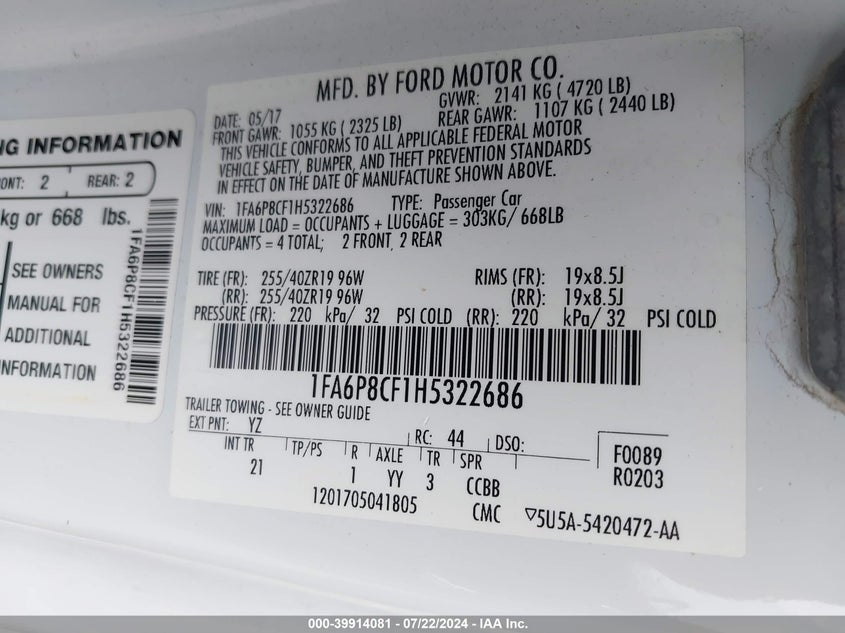 NG INFORMATION
ONT: 2 REAR: 2
kg or 668 lbs.
SEE OWNERS
MANUAL FOR
ADDITIONAL
INFORMATION
1FA6P8CF1H5322686
MFD. BY FORD MOTOR CO.
DATE: 05/17 GVWR: 2141 KG ( 4720 LB)
FRONT GAWR: 1055 KG ( 2325 LB) REAR GAWR: 1107 KG ( 2440 LB)
THIS VEHICLE CONFORMS TO ALL APPLICABLE FEDERAL MOTOR
VEHICLE SAFETY, BUMPER, AND THEFT PREVENTION STANDARDS
IN EFFECT ON THE DATE OF MANUFACTURE SHOWN ABOVE.
VIN: 1FA6P8CF1H5322686 TYPE: Passenger Car
MAXIMUM LOAD = OCCUPANTS + LUGGAGE = 303KG/ 668LB
OCCUPANTS = 4 TOTAL; 2 FRONT, 2 REAR
TIRE (FR): 255/40ZR19 96W RIMS (FR): 19x8.5J
(RR): 255/40ZR19 96W (RR): 19x8.5J
PRESSURE (FR): 220 kPa/ 32 PSI COLD (RR): 220 kPa/ 32 PSI COLD
1FA6P8CF1H5322686
TRAILER TOWING - SEE OWNER GUIDE
EXT PNT: YZ RC: 44 DSO: F0089
INT TR TP/PS R AXLE TR SPR R0203
21 1 YY 3 CCBB
1201705041805 CMC ▽5U5A-5420472-AA
000-39914081 - 07/22/2024 - IAA Inc.